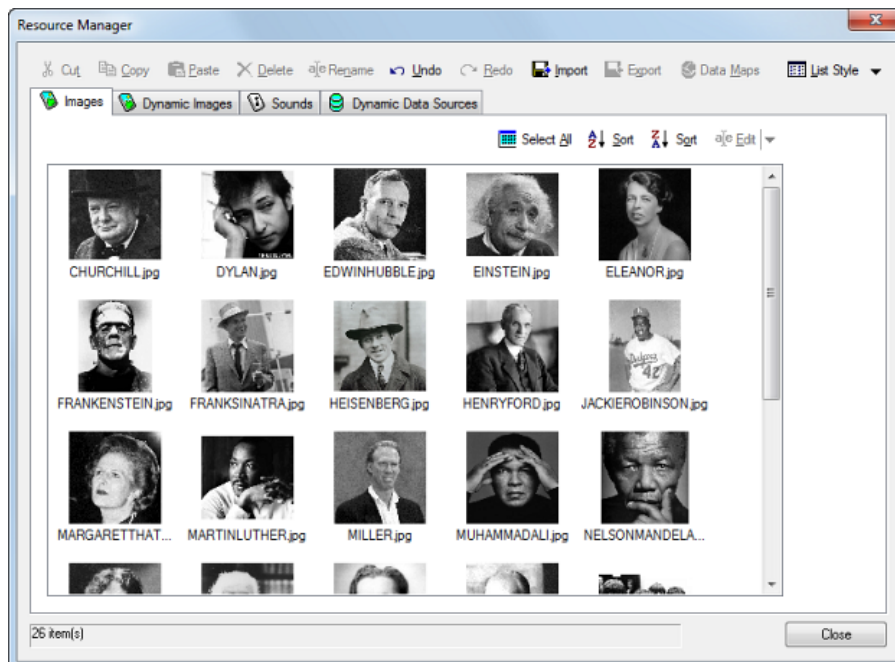 Resource Manager
Cut Copy Paste Delete Rename Undo Redo Import Export Data Maps List Style
Images Dynamic Images Sounds Dynamic Data Sources
Select All Sort Sort Edit
CHURCHILL.jpg DYLAN.jpg EDWINHUBBLE.jpg EINSTEIN.jpg ELEANOR.jpg
Dodgers
42
FRANKENSTEIN.jpg FRANKSINATRA.jpg HEISENBERG.jpg HENRYFORD.jpg JACKIEROBINSON.jpg
MARGARETTHAT... MARTINLUTHER.jpg MILLER.jpg MUHAMMADALI.jpg NELSONMANDELA...
26 item(s) Close